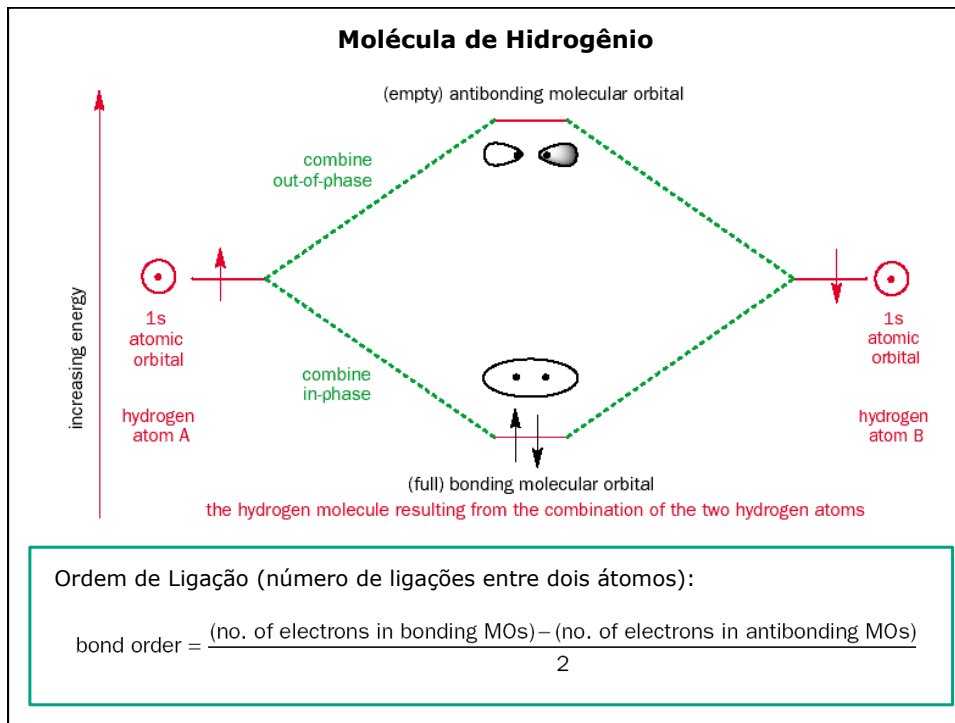 Molécula de Hidrogênio
(empty) antibonding molecular orbital
combine
out-of-phase
increasing energy
1s
atomic
orbital
hydrogen
atom A
combine
in-phase
1s
atomic
orbital
hydrogen
atom B
(full) bonding molecular orbital
the hydrogen molecule resulting from the combination of the two hydrogen atoms
Ordem de Ligação (número de ligações entre dois átomos):
bond order = (no. of electrons in bonding MOs) – (no. of electrons in antibonding MOs)
2